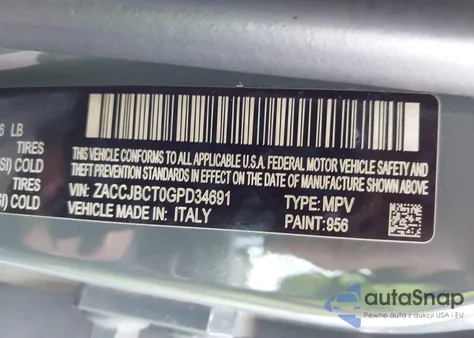 6 LB
TIRES
SI) COLD
TIRES
SI) COLD
THIS VEHICLE CONFORMS TO ALL APPLICABLE U.S.A. FEDERAL MOTOR VEHICLE SAFETY AND
THEFT PREVENTION STANDARDS IN EFFECT ON THE DATE OF MANUFACTURE SHOWN ABOVE.
VIN: ZACCJBCT0GPD34691 TYPE: MPV
VEHICLE MADE IN: ITALY PAINT: 956
autoSnap
Pewne auta z aukcji USA i EU